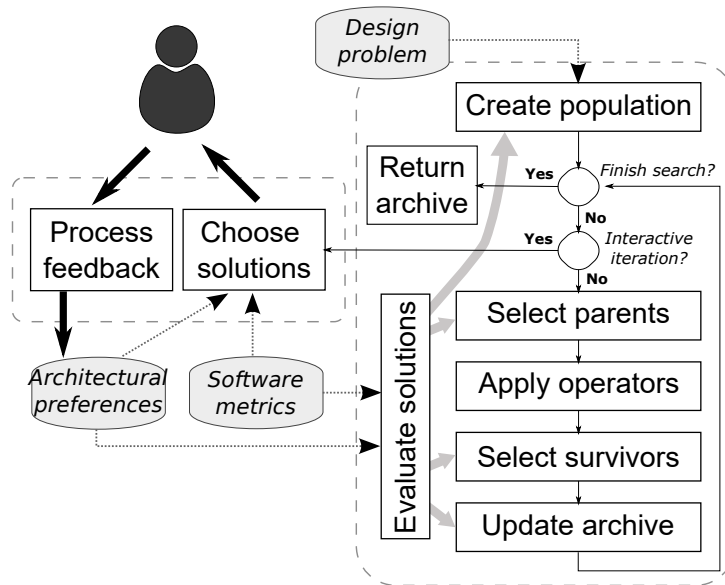 Design
problem
Create population
Return
archive
Yes
Finish search?
No
Process
feedback
Choose
solutions
Yes
Interactive
iteration?
No
Evaluate solutions
Select parents
Architectural
preferences
Software
metrics
Apply operators
Select survivors
Update archive